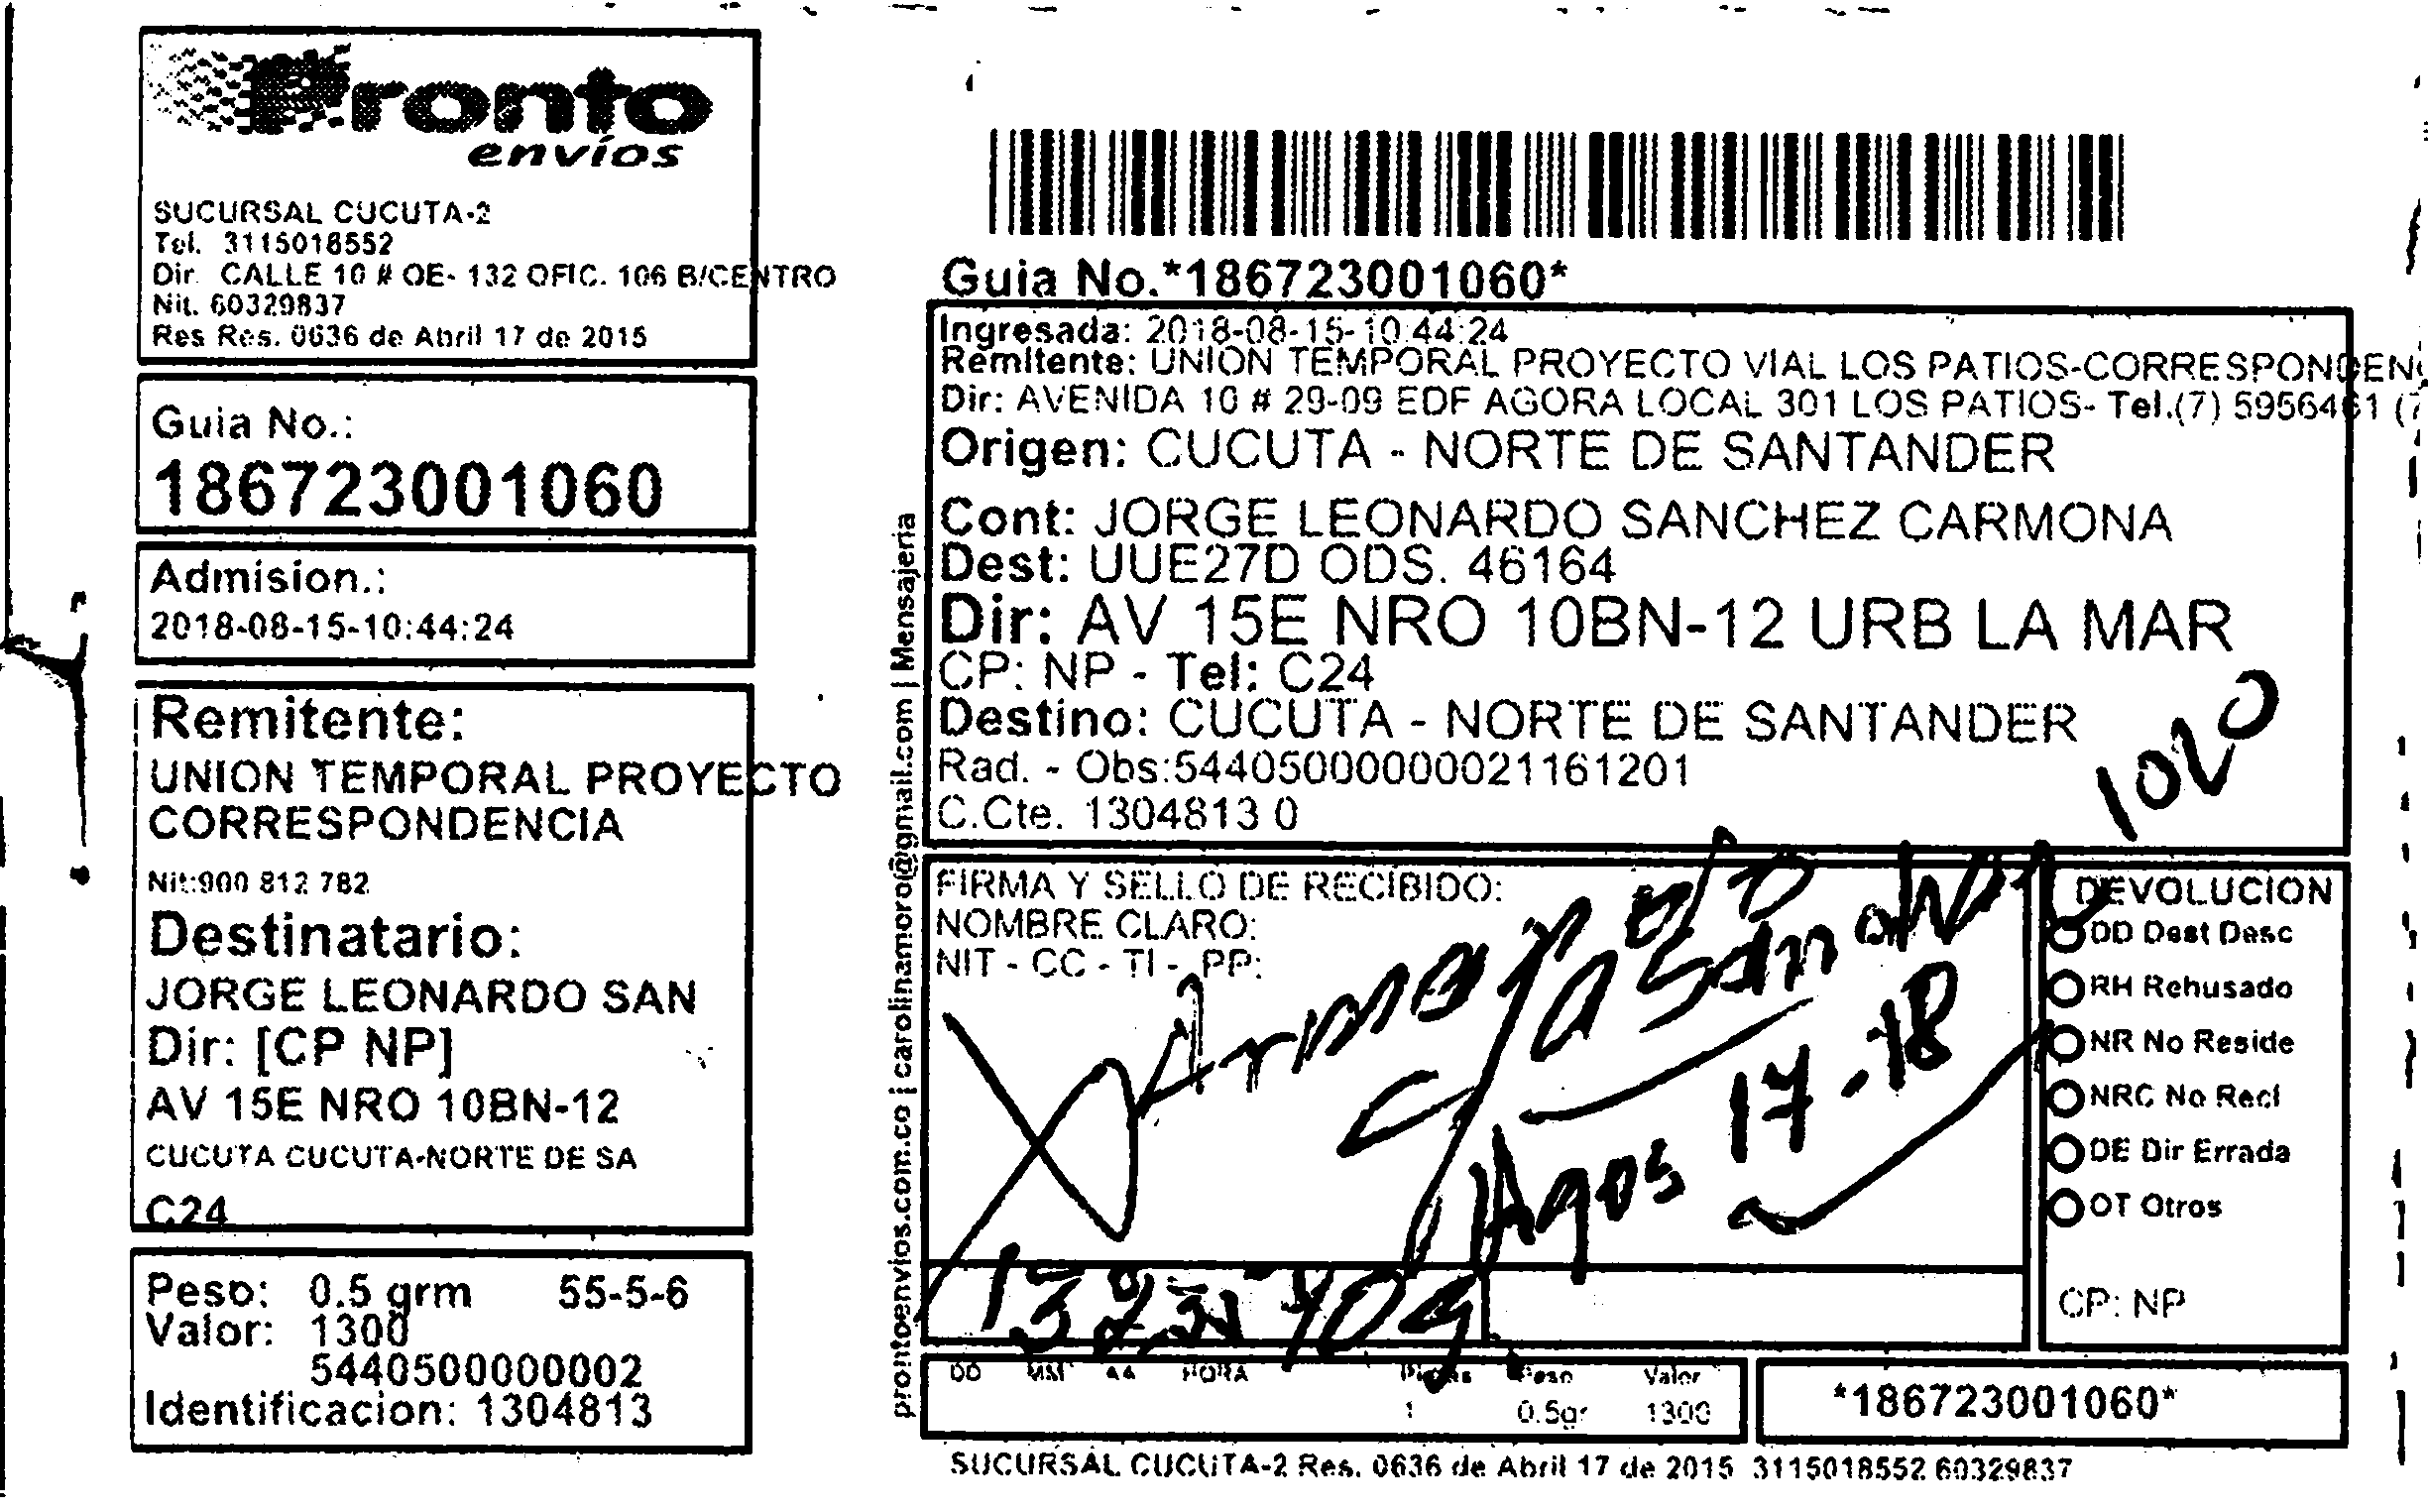 Pronto
envíos
SUCURSAL CUCUTA-2
Tel. 3115018552
Dir. CALLE 10 # OE- 132 OFIC. 106 B/CENTRO
Nit. 60329837
Res Res. 0636 de Abril 17 de 2015
Guia No.:
186723001060
Admision.:
2018-08-15-10:44:24
Remitente:
UNION TEMPORAL PROYECTO
CORRESPONDENCIA
Nit:900 812 782
Destinatario:
JORGE LEONARDO SAN
Dir: [CP NP]
AV 15E NRO 10BN-12
CUCUTA CUCUTA-NORTE DE SA
C24
Peso: 0.5 grm 55-5-6
Valor: 1300
5440500000002
Identificacion: 1304813
prontoenvios.com.co | carolinamoro@gmail.com | Mensajeria
Guia No.*186723001060*
Ingresada: 2018-08-15-10:44:24
Remitente: UNION TEMPORAL PROYECTO VIAL LOS PATIOS-CORRESPONDEN
Dir: AVENIDA 10 # 29-09 EDF AGORA LOCAL 301 LOS PATIOS- Tel.(7) 5956461 (7
Origen: CUCUTA - NORTE DE SANTANDER
Cont: JORGE LEONARDO SANCHEZ CARMONA
Dest: UUE27D ODS. 46164
Dir: AV 15E NRO 10BN-12 URB LA MAR
CP: NP - Tel: C24
Destino: CUCUTA - NORTE DE SANTANDER
Rad. - Obs:54405000000021161201
C.Cte. 1304813 0
1020
FIRMA Y SELLO DE RECIBIDO:
NOMBRE CLARO:
NIT - CC - TI - PP:
Agos 17-18
DEVOLUCION
DD Dest Desc
RH Rehusado
NR No Reside
NRC No Recl
DE Dir Errada
OT Otros
CP: NP
DD MM AA HORA Piezas Peso Valor
1 0.5gr 1300
*186723001060*
SUCURSAL CUCUTA-2 Res. 0636 de Abril 17 de 2015 3115018552 60329837